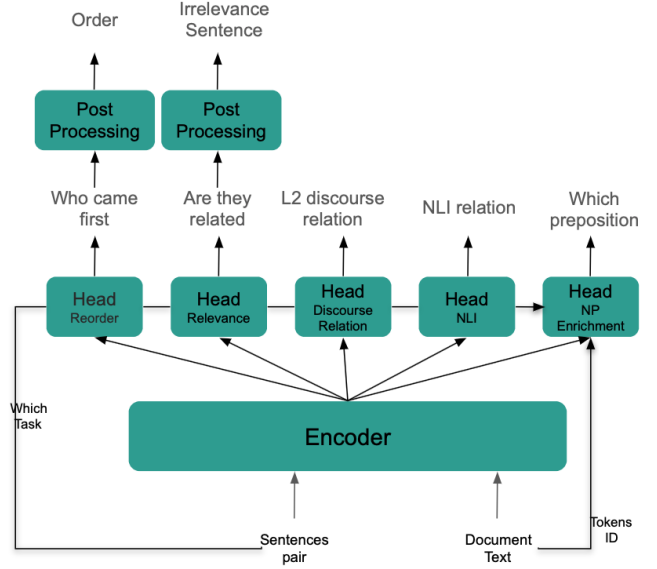 Order
Irrelevance
Sentence
Post
Processing
Post
Processing
Who came
first
Are they
related
L2 discourse
relation
NLI relation
Which
preposition
Head
Reorder
Head
Relevance
Head
Discourse
Relation
Head
NLI
Head
NP
Enrichment
Which
Task
Encoder
Sentences
pair
Document
Text
Tokens
ID